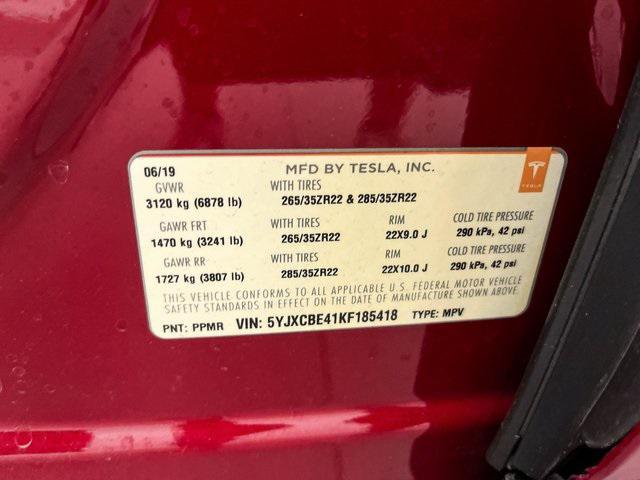 06/19 MFD BY TESLA, INC.
GVWR WITH TIRES
3120 kg (6878 lb) 265/35ZR22 & 285/35ZR22
GAWR FRT WITH TIRES RIM COLD TIRE PRESSURE
1470 kg (3241 lb) 265/35ZR22 22X9.0 J 290 kPa, 42 psi
GAWR RR WITH TIRES RIM COLD TIRE PRESSURE
1727 kg (3807 lb) 285/35ZR22 22X10.0 J 290 kPa, 42 psi
THIS VEHICLE CONFORMS TO ALL APPLICABLE U.S. FEDERAL MOTOR VEHICLE
SAFETY STANDARDS IN EFFECT ON THE DATE OF MANUFACTURE SHOWN ABOVE.
PNT: PPMR VIN: 5YJXCBE41KF185418 TYPE: MPV
TESLA